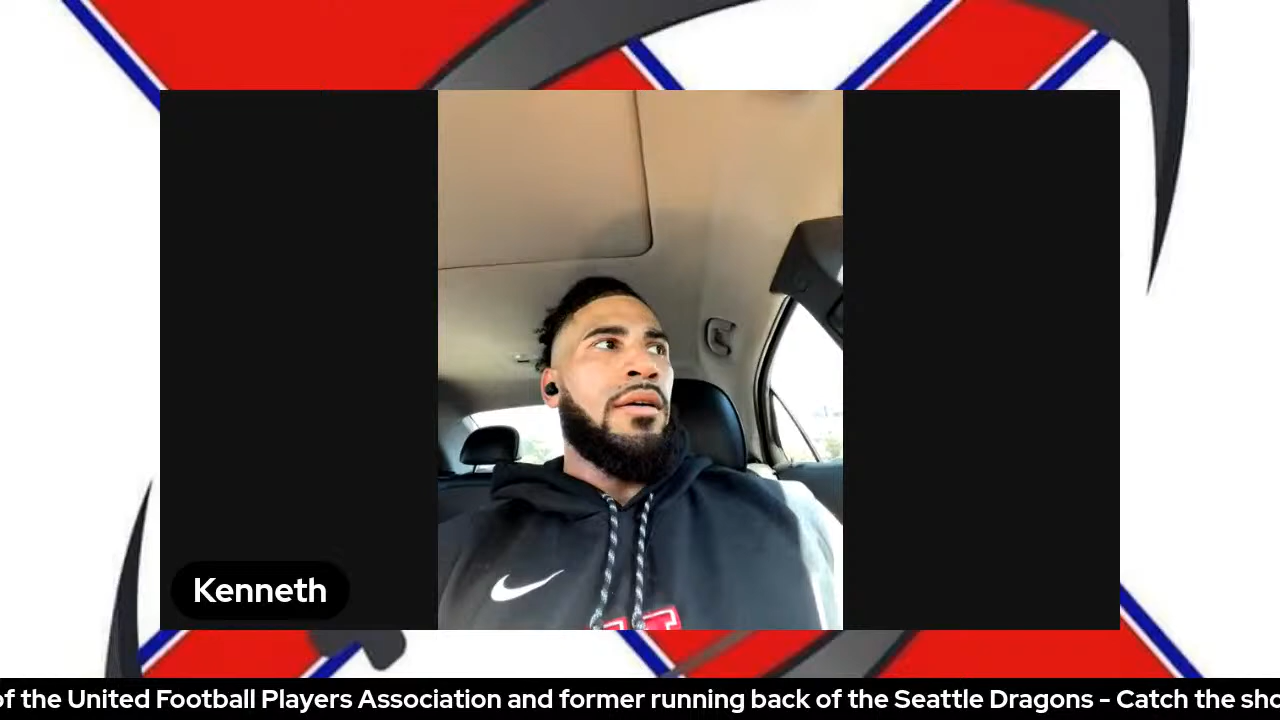 Kenneth
of the United Football Players Association and former running back of the Seattle Dragons - Catch the sho